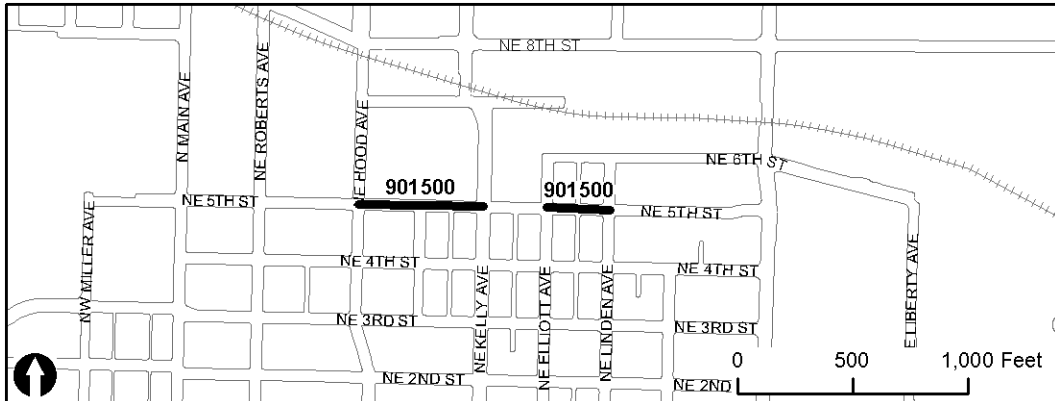 NE 8TH ST
N MAIN AVE
NE ROBERTS AVE
NE HOOD AVE
NE 6TH ST
901500
901500
NE 5TH ST
NE 5TH ST
NW MILLER AVE
NE 4TH ST
NE 4TH ST
NE KELLY AVE
NE ELLIOTT AVE
NE LINDEN AVE
E LIBERTY AVE
NE 3RD ST
NE 3RD ST
NE 2ND ST
NE 2ND
0 500 1,000 Feet